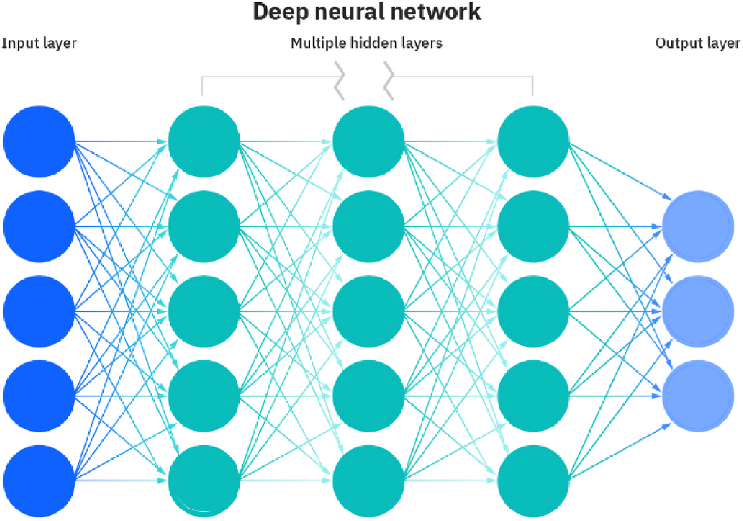 Deep neural network
Input layer
Multiple hidden layers
Output layer